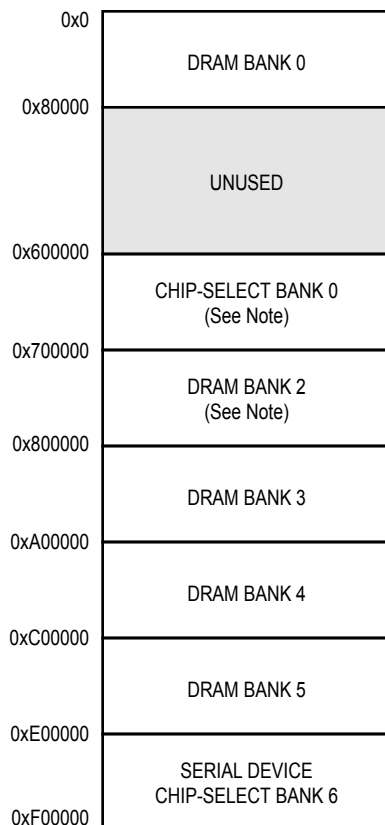 0x0
DRAM BANK 0
0x80000
UNUSED
0x600000
CHIP-SELECT BANK 0
(See Note)
0x700000
DRAM BANK 2
(See Note)
0x800000
DRAM BANK 3
0xA00000
DRAM BANK 4
0xC00000
DRAM BANK 5
0xE00000
SERIAL DEVICE
CHIP-SELECT BANK 6
0xF00000